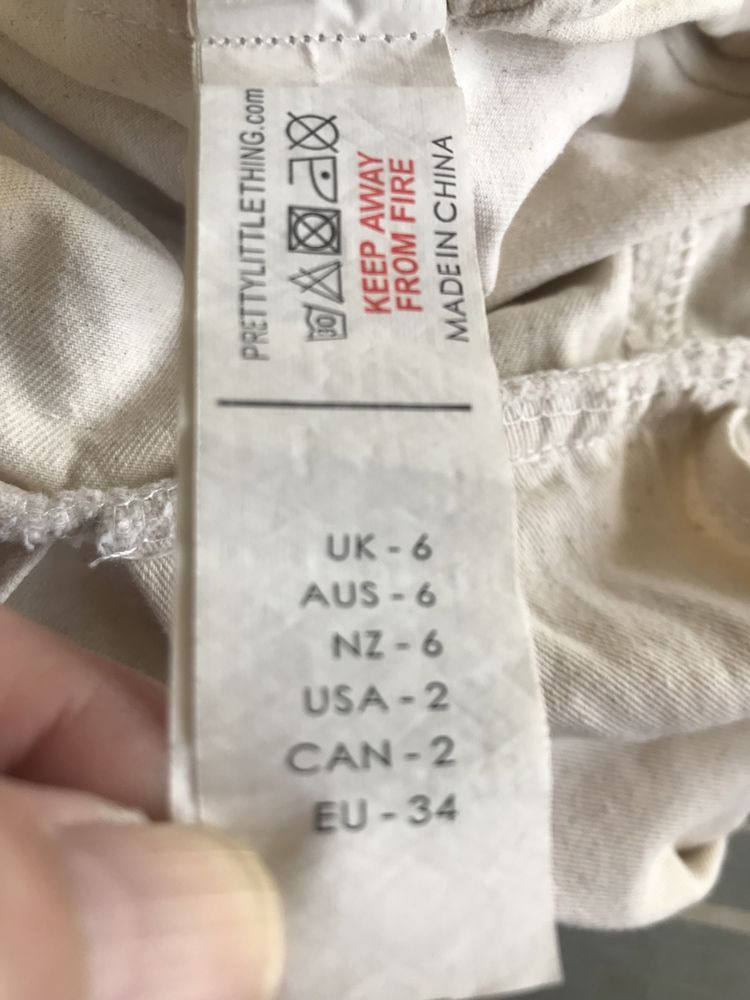 PRETTYLITTLETHING.com
30
KEEP AWAY
FROM FIRE
MADE IN CHINA
UK - 6
AUS - 6
NZ - 6
USA - 2
CAN - 2
EU - 34